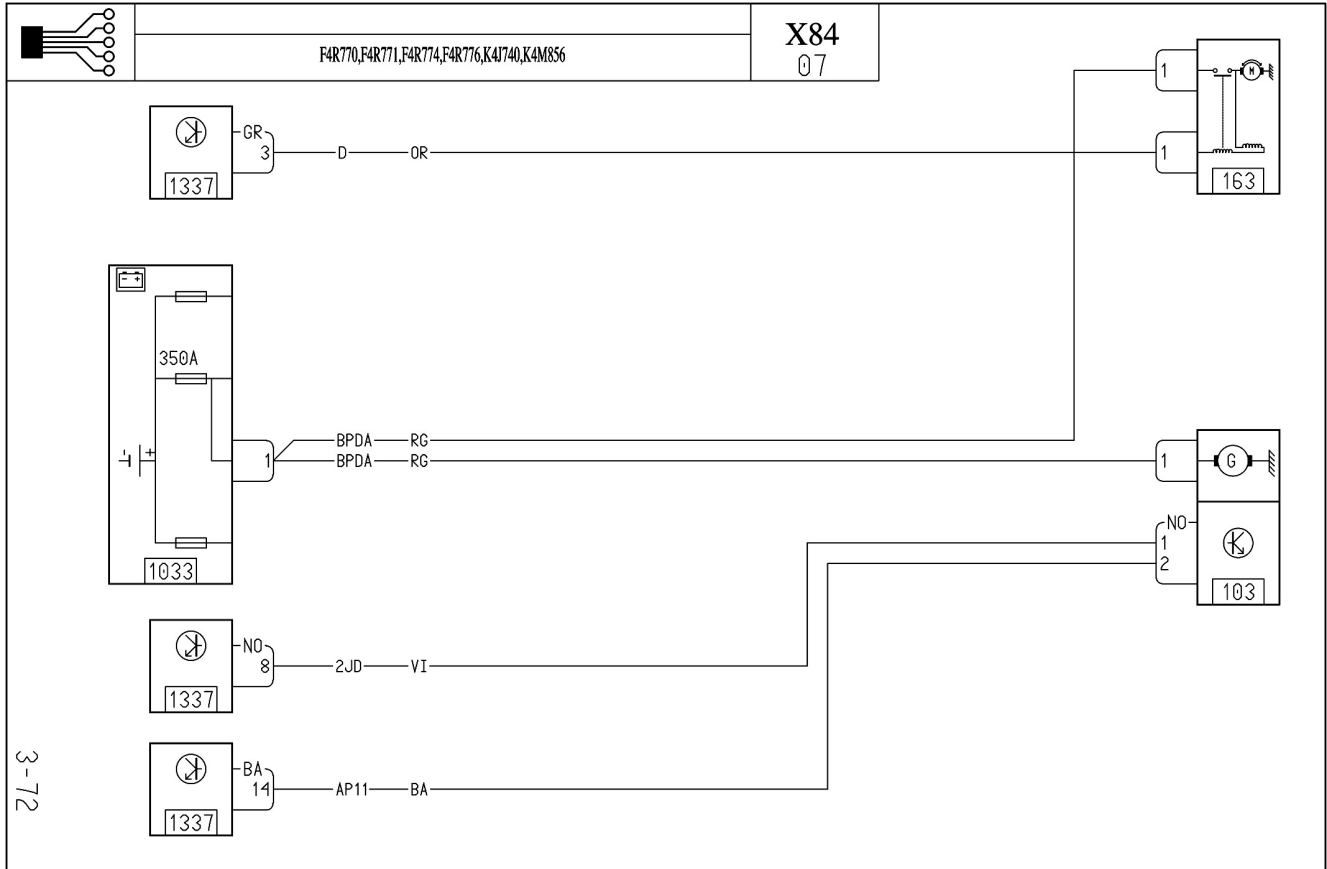 F4R770,F4R771,F4R774,F4R776,K4J740,K4M856
X84
07
1337
GR
3
D
OR
1
1
M
163
350A
- +
- +
1033
1
BPDA
RG
BPDA
RG
1
G
NO
1
2
103
1337
NO
8
2JD
VI
1337
BA
14
AP11
BA
3-72